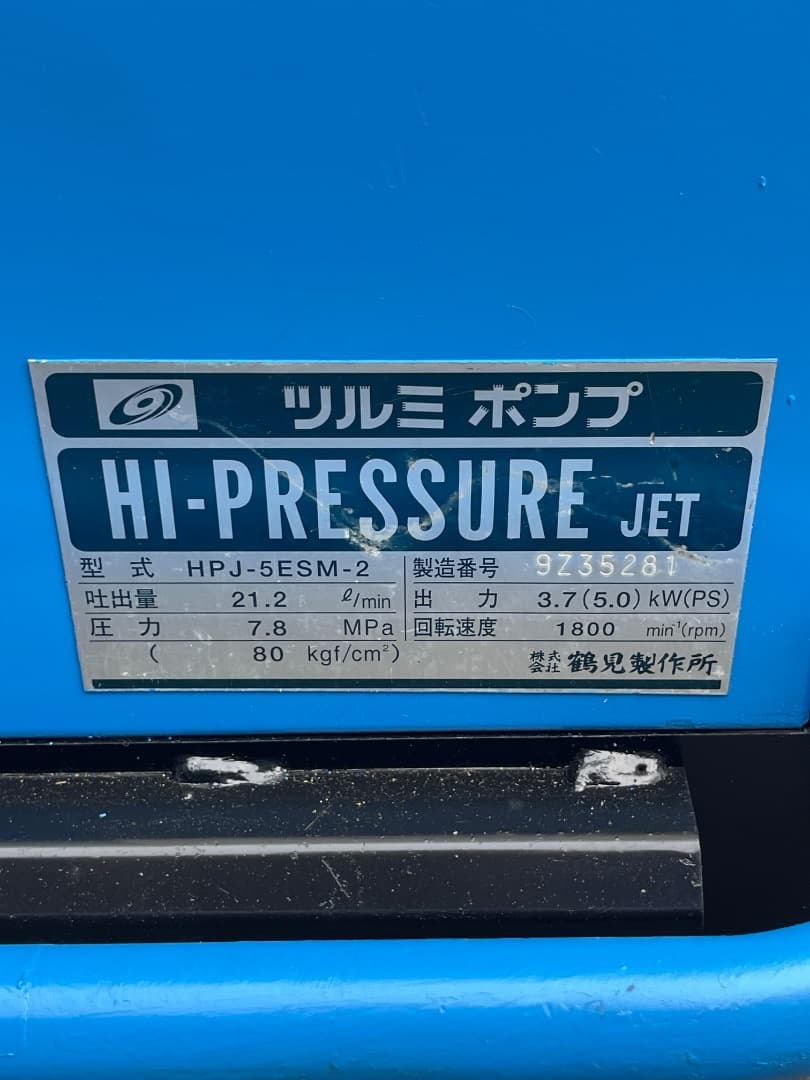 ツルミ ポンプ
HI-PRESSURE JET
型式 HPJ-5ESM-2 製造番号 9Z35281
吐出量 21.2 ℓ/min 出力 3.7(5.0)kW(PS)
圧力 7.8 MPa 回転速度 1800 min⁻¹(rpm)
( 80 kgf/cm²) 株式会社 鶴見製作所